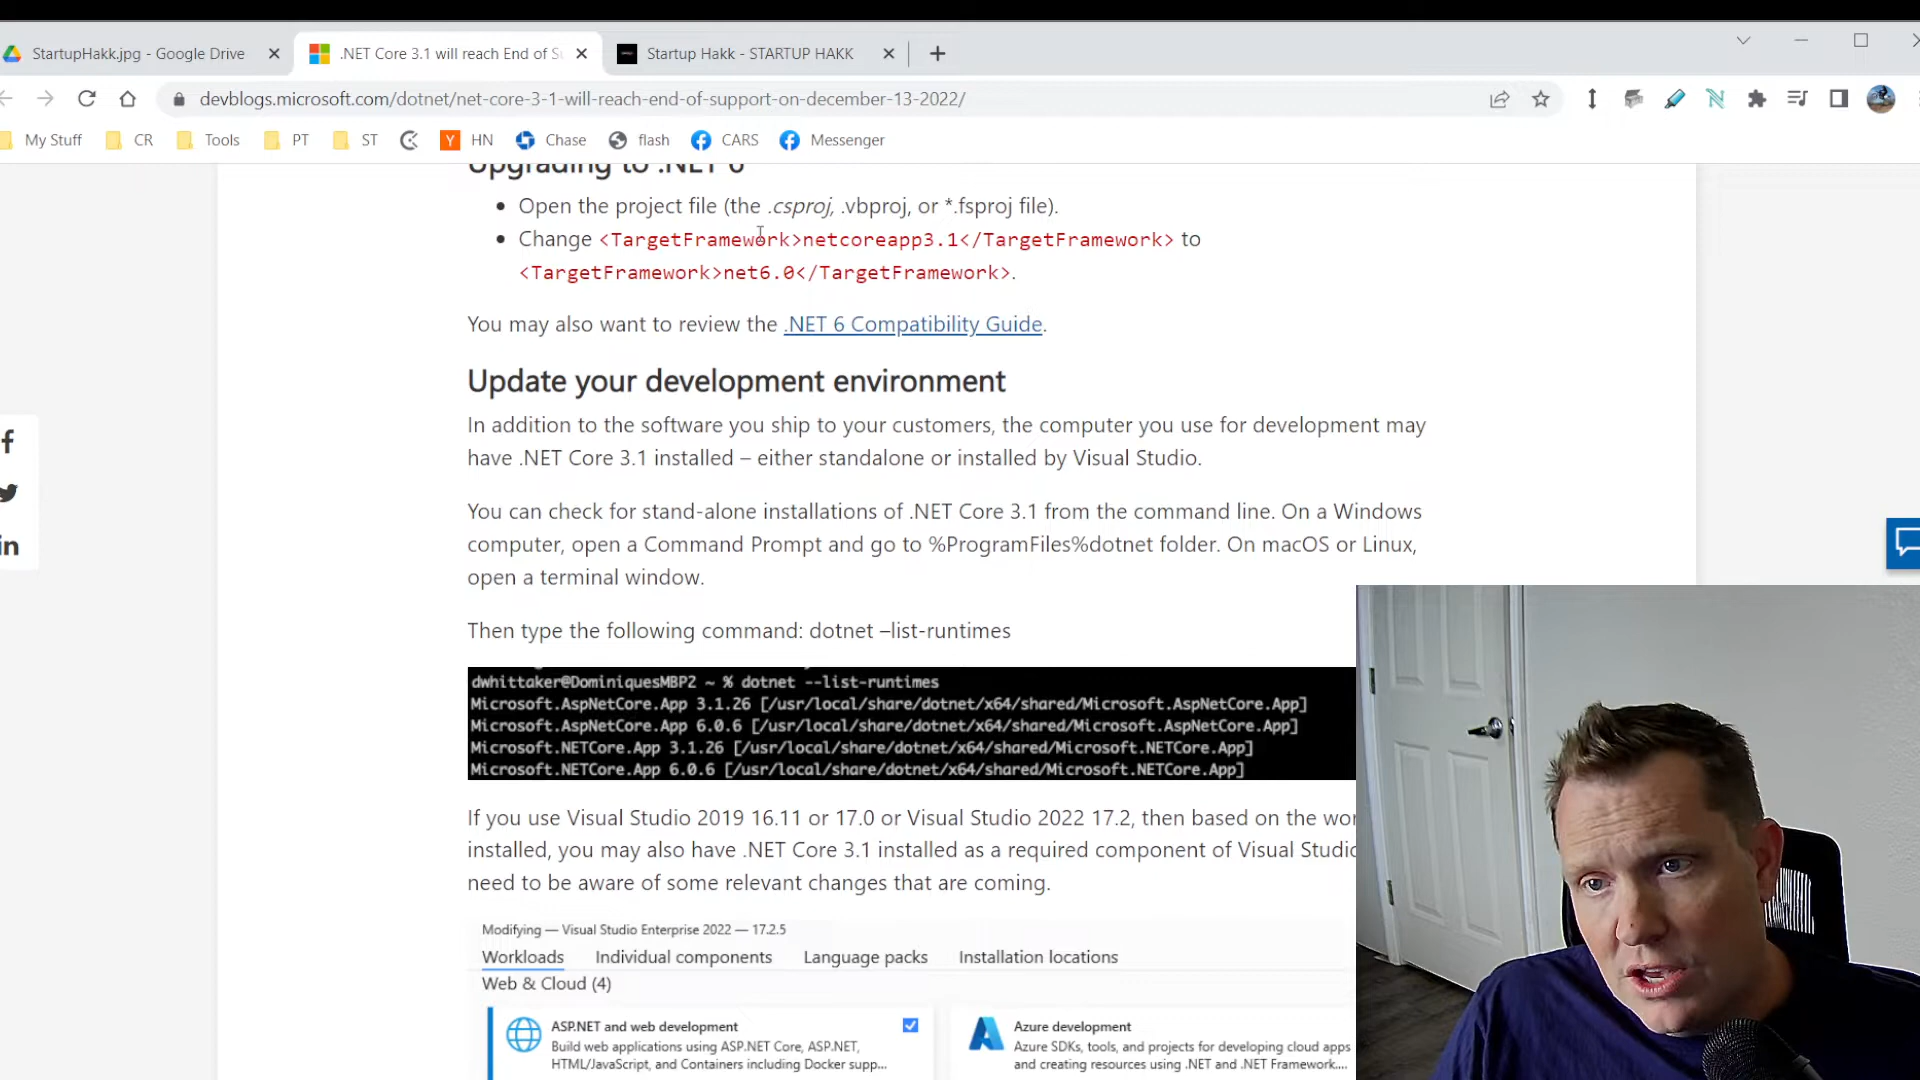 StartupHakk.jpg - Google Drive
.NET Core 3.1 will reach End of Su
Startup Hakk - STARTUP HAKK
devblogs.microsoft.com/dotnet/net-core-3-1-will-reach-end-of-support-on-december-13-2022/
My Stuff CR Tools PT ST HN Chase flash CARS Messenger
Upgrading to .NET 6
• Open the project file (the .csproj, .vbproj, or *.fsproj file).
• Change <TargetFramework>netcoreapp3.1</TargetFramework> to
<TargetFramework>net6.0</TargetFramework>.
You may also want to review the .NET 6 Compatibility Guide.
Update your development environment
In addition to the software you ship to your customers, the computer you use for development may
have .NET Core 3.1 installed – either standalone or installed by Visual Studio.
You can check for stand-alone installations of .NET Core 3.1 from the command line. On a Windows
computer, open a Command Prompt and go to %ProgramFiles%dotnet folder. On macOS or Linux,
open a terminal window.
Then type the following command: dotnet –list-runtimes
dwhittaker@DominiquesMBP2 ~ % dotnet --list-runtimes
Microsoft.AspNetCore.App 3.1.26 [/usr/local/share/dotnet/x64/shared/Microsoft.AspNetCore.App]
Microsoft.AspNetCore.App 6.0.6 [/usr/local/share/dotnet/x64/shared/Microsoft.AspNetCore.App]
Microsoft.NETCore.App 3.1.26 [/usr/local/share/dotnet/x64/shared/Microsoft.NETCore.App]
Microsoft.NETCore.App 6.0.6 [/usr/local/share/dotnet/x64/shared/Microsoft.NETCore.App]
If you use Visual Studio 2019 16.11 or 17.0 or Visual Studio 2022 17.2, then based on the wor
installed, you may also have .NET Core 3.1 installed as a required component of Visual Studio
need to be aware of some relevant changes that are coming.
Modifying — Visual Studio Enterprise 2022 — 17.2.5
Workloads Individual components Language packs Installation locations
Web & Cloud (4)
ASP.NET and web development
Build web applications using ASP.NET Core, ASP.NET,
HTML/JavaScript, and Containers including Docker supp...
Azure development
Azure SDKs, tools, and projects for developing cloud apps
and creating resources using .NET and .NET Framework....